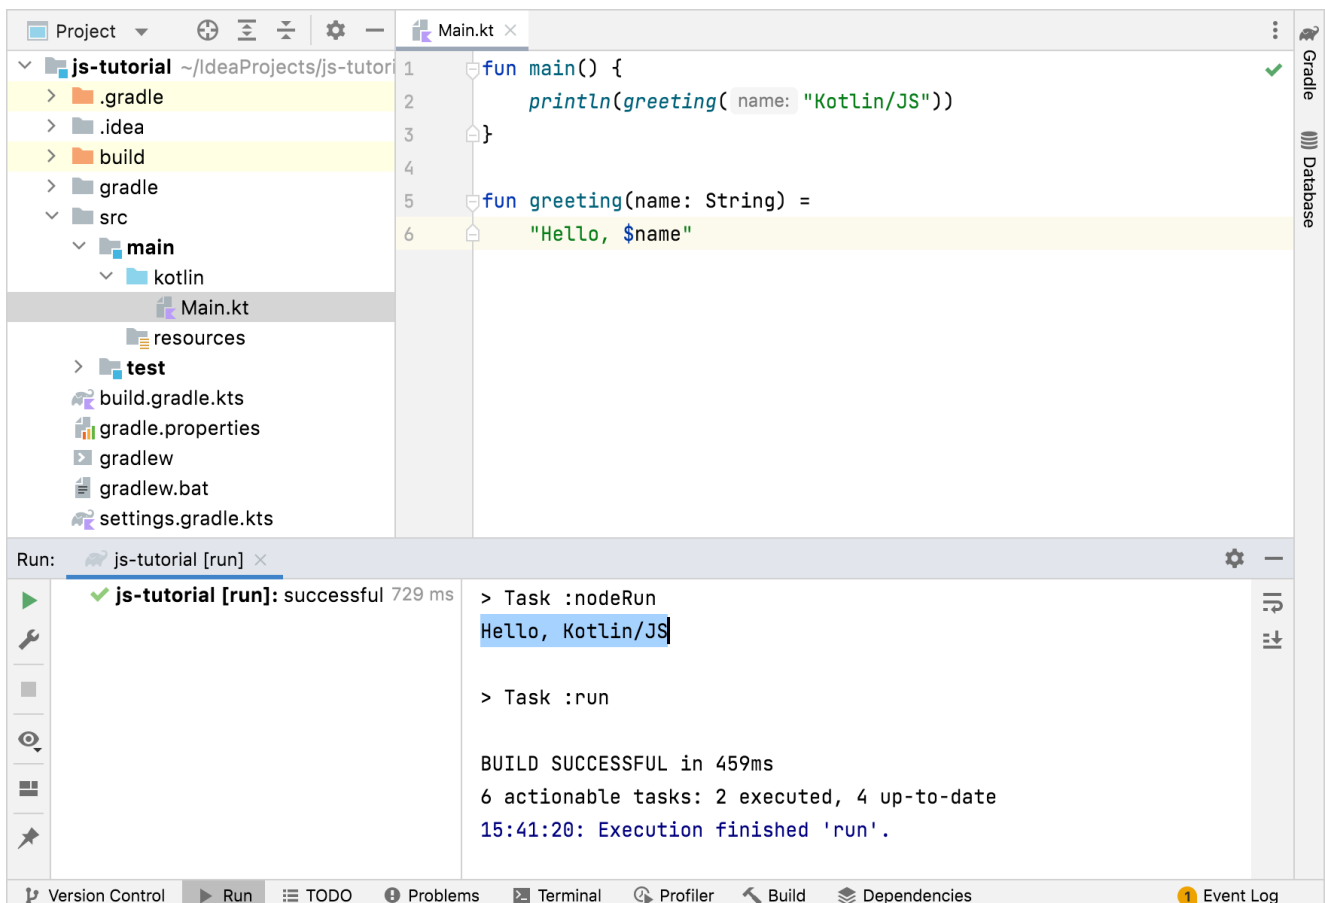 Project
Main.kt
js-tutorial ~/IdeaProjects/js-tutori
.gradle
.idea
build
gradle
src
main
kotlin
Main.kt
resources
test
build.gradle.kts
gradle.properties
gradlew
gradlew.bat
settings.gradle.kts
1 fun main() {
2 println(greeting( name: "Kotlin/JS"))
3 }
4
5 fun greeting(name: String) =
6 "Hello, $name"
Gradle
Database
Run: js-tutorial [run]
js-tutorial [run]: successful 729 ms
> Task :nodeRun
Hello, Kotlin/JS
> Task :run
BUILD SUCCESSFUL in 459ms
6 actionable tasks: 2 executed, 4 up-to-date
15:41:20: Execution finished 'run'.
Version Control Run TODO Problems Terminal Profiler Build Dependencies 1 Event Log